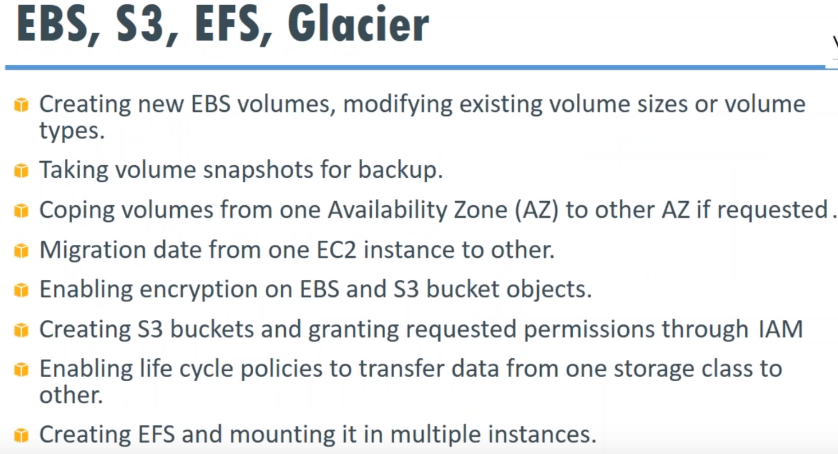 EBS, S3, EFS, Glacier
Creating new EBS volumes, modifying existing volume sizes or volume
types.
Taking volume snapshots for backup.
Coping volumes from one Availability Zone (AZ) to other AZ if requested.
Migration date from one EC2 instance to other.
Enabling encryption on EBS and S3 bucket objects.
Creating S3 buckets and granting requested permissions through IAM
Enabling life cycle policies to transfer data from one storage class to
other.
Creating EFS and mounting it in multiple instances.